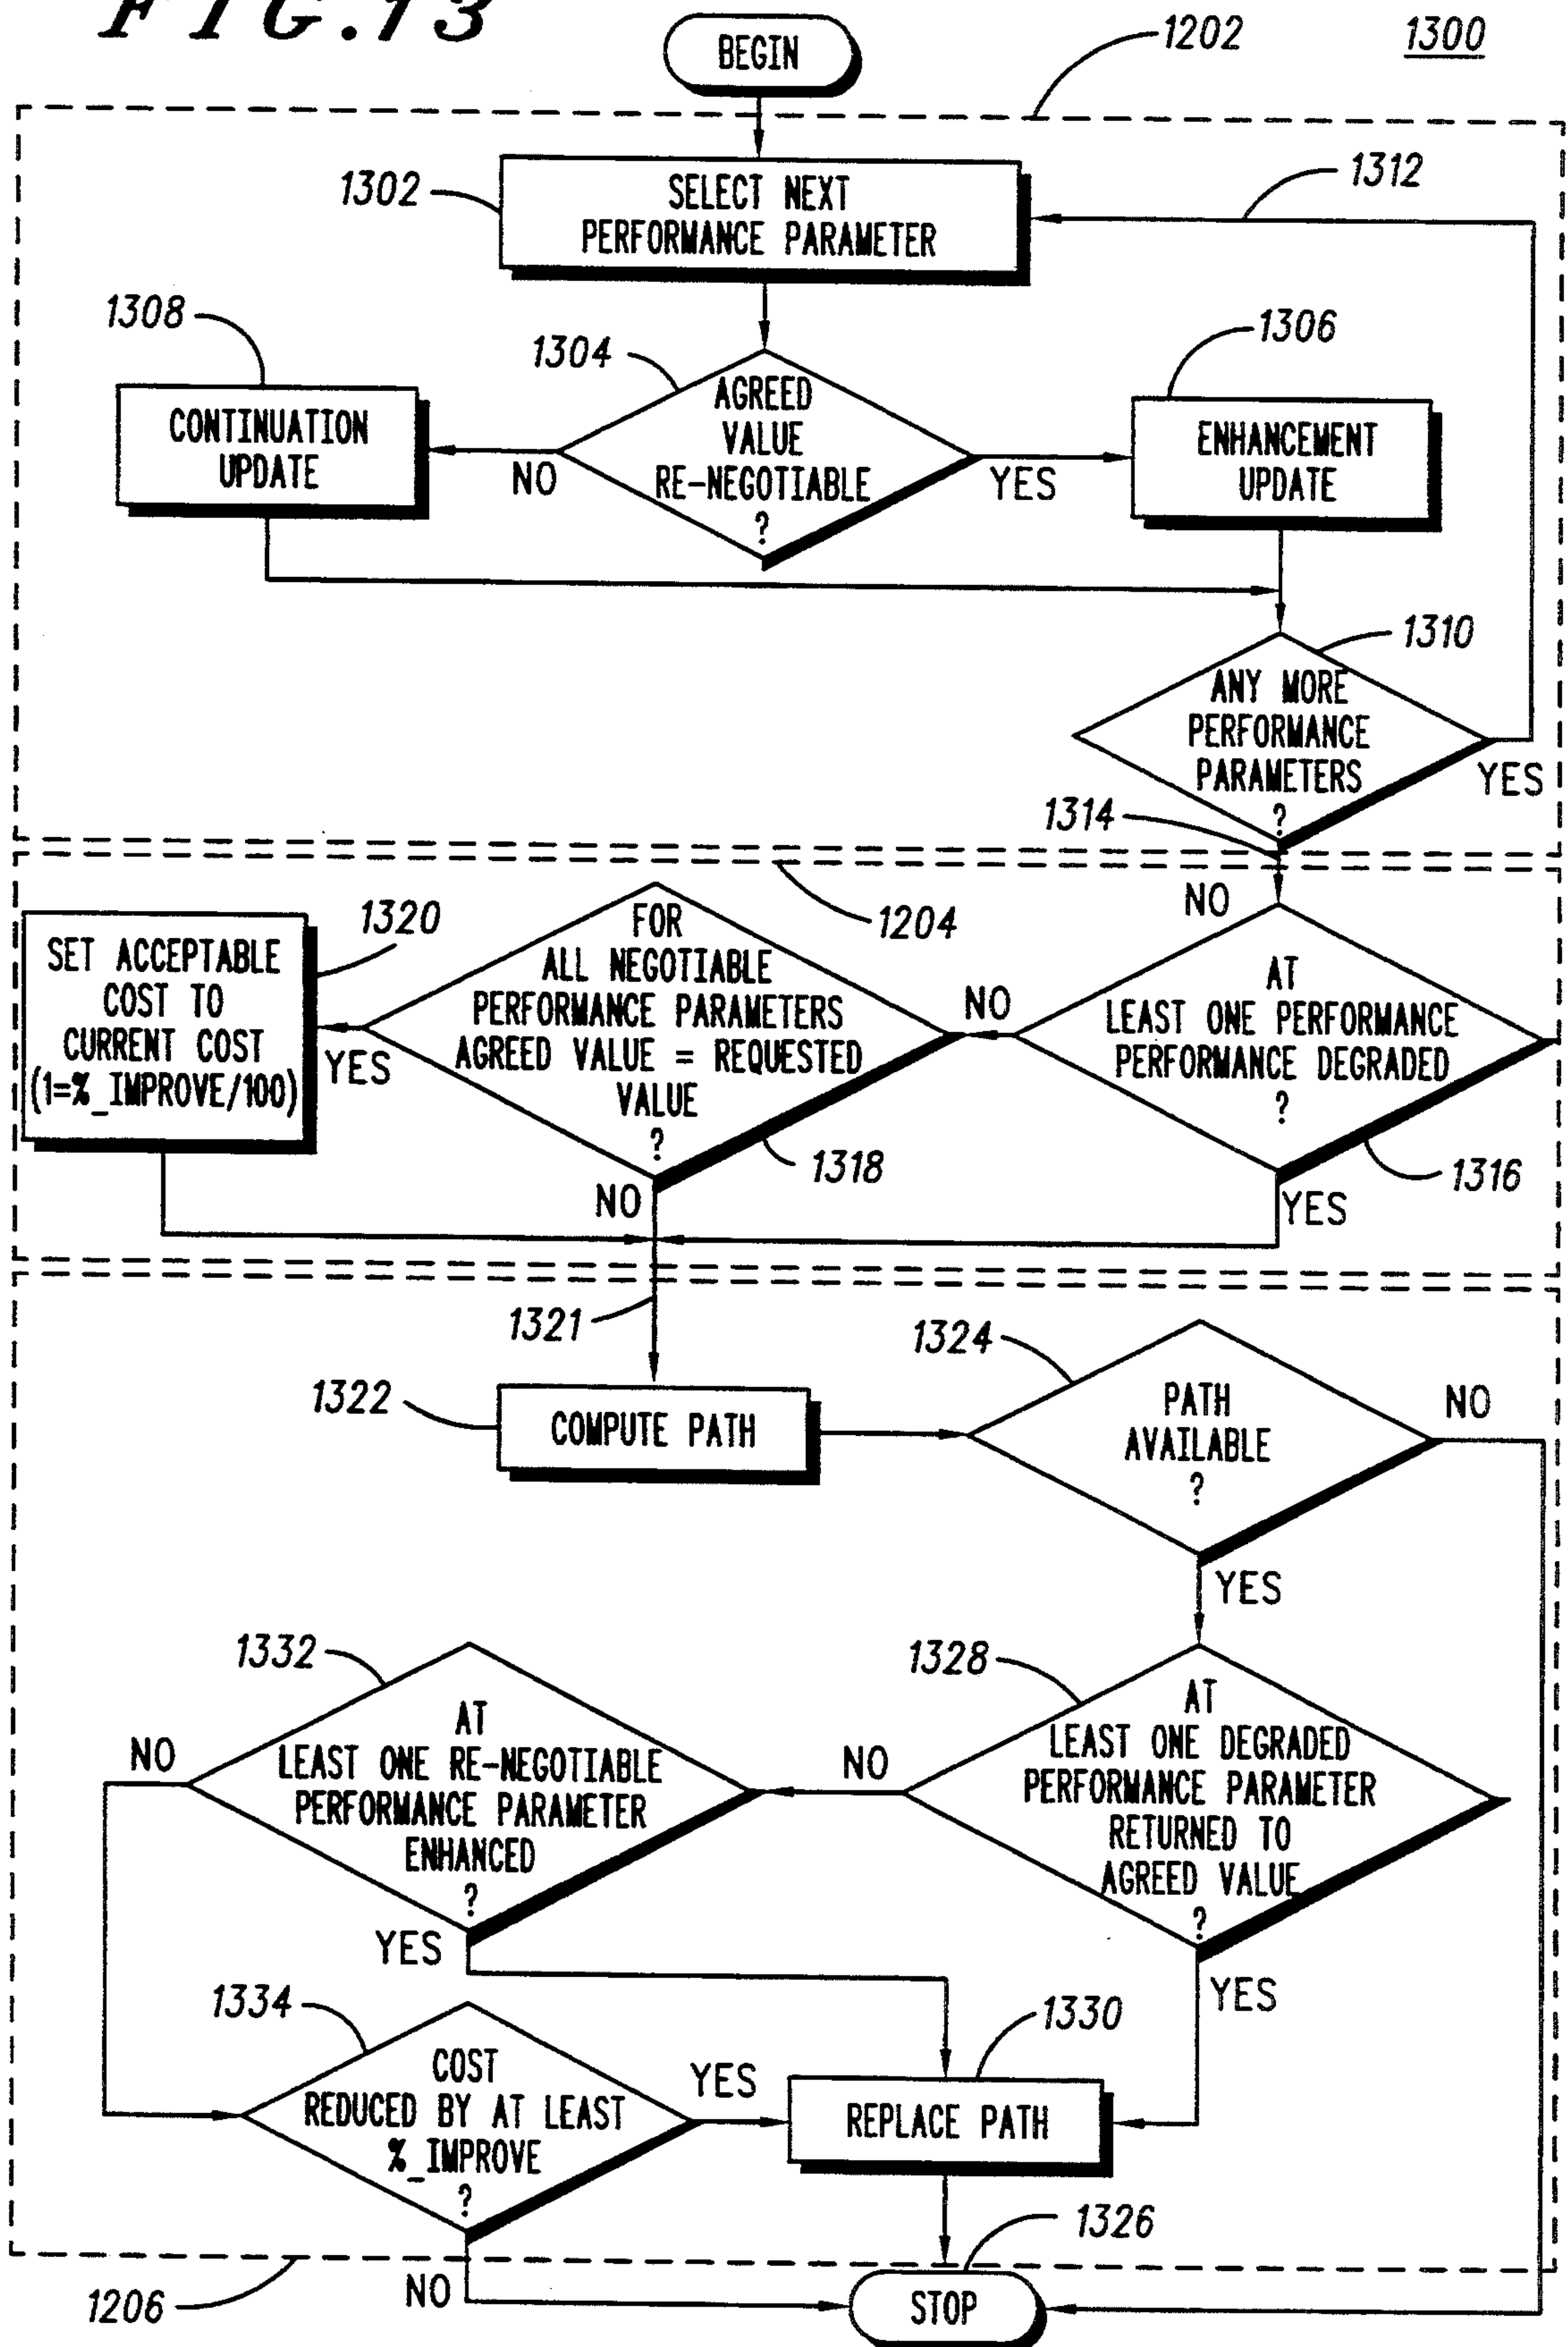 FIG.13
BEGIN
1202
1300
1302
SELECT NEXT
PERFORMANCE PARAMETER
1312
1308
1304
1306
CONTINUATION
UPDATE
NO
AGREED
VALUE
RE-NEGOTIABLE
?
YES
ENHANCEMENT
UPDATE
1310
ANY MORE
PERFORMANCE
PARAMETERS
?
YES
1314
NO
1204
1320
SET ACCEPTABLE
COST TO
CURRENT COST
(1=%_IMPROVE/100)
YES
FOR
ALL NEGOTIABLE
PERFORMANCE PARAMETERS
AGREED VALUE = REQUESTED
VALUE
?
NO
1318
NO
AT
LEAST ONE PERFORMANCE
PERFORMANCE DEGRADED
?
1316
YES
1321
1322
COMPUTE PATH
1324
PATH
AVAILABLE
?
NO
YES
1332
AT
LEAST ONE RE-NEGOTIABLE
PERFORMANCE PARAMETER
ENHANCED
?
NO
YES
NO
1328
AT
LEAST ONE DEGRADED
PERFORMANCE PARAMETER
RETURNED TO
AGREED VALUE
?
YES
1334
COST
REDUCED BY AT LEAST
%_IMPROVE
?
YES
1330
REPLACE PATH
1326
1206
NO
STOP